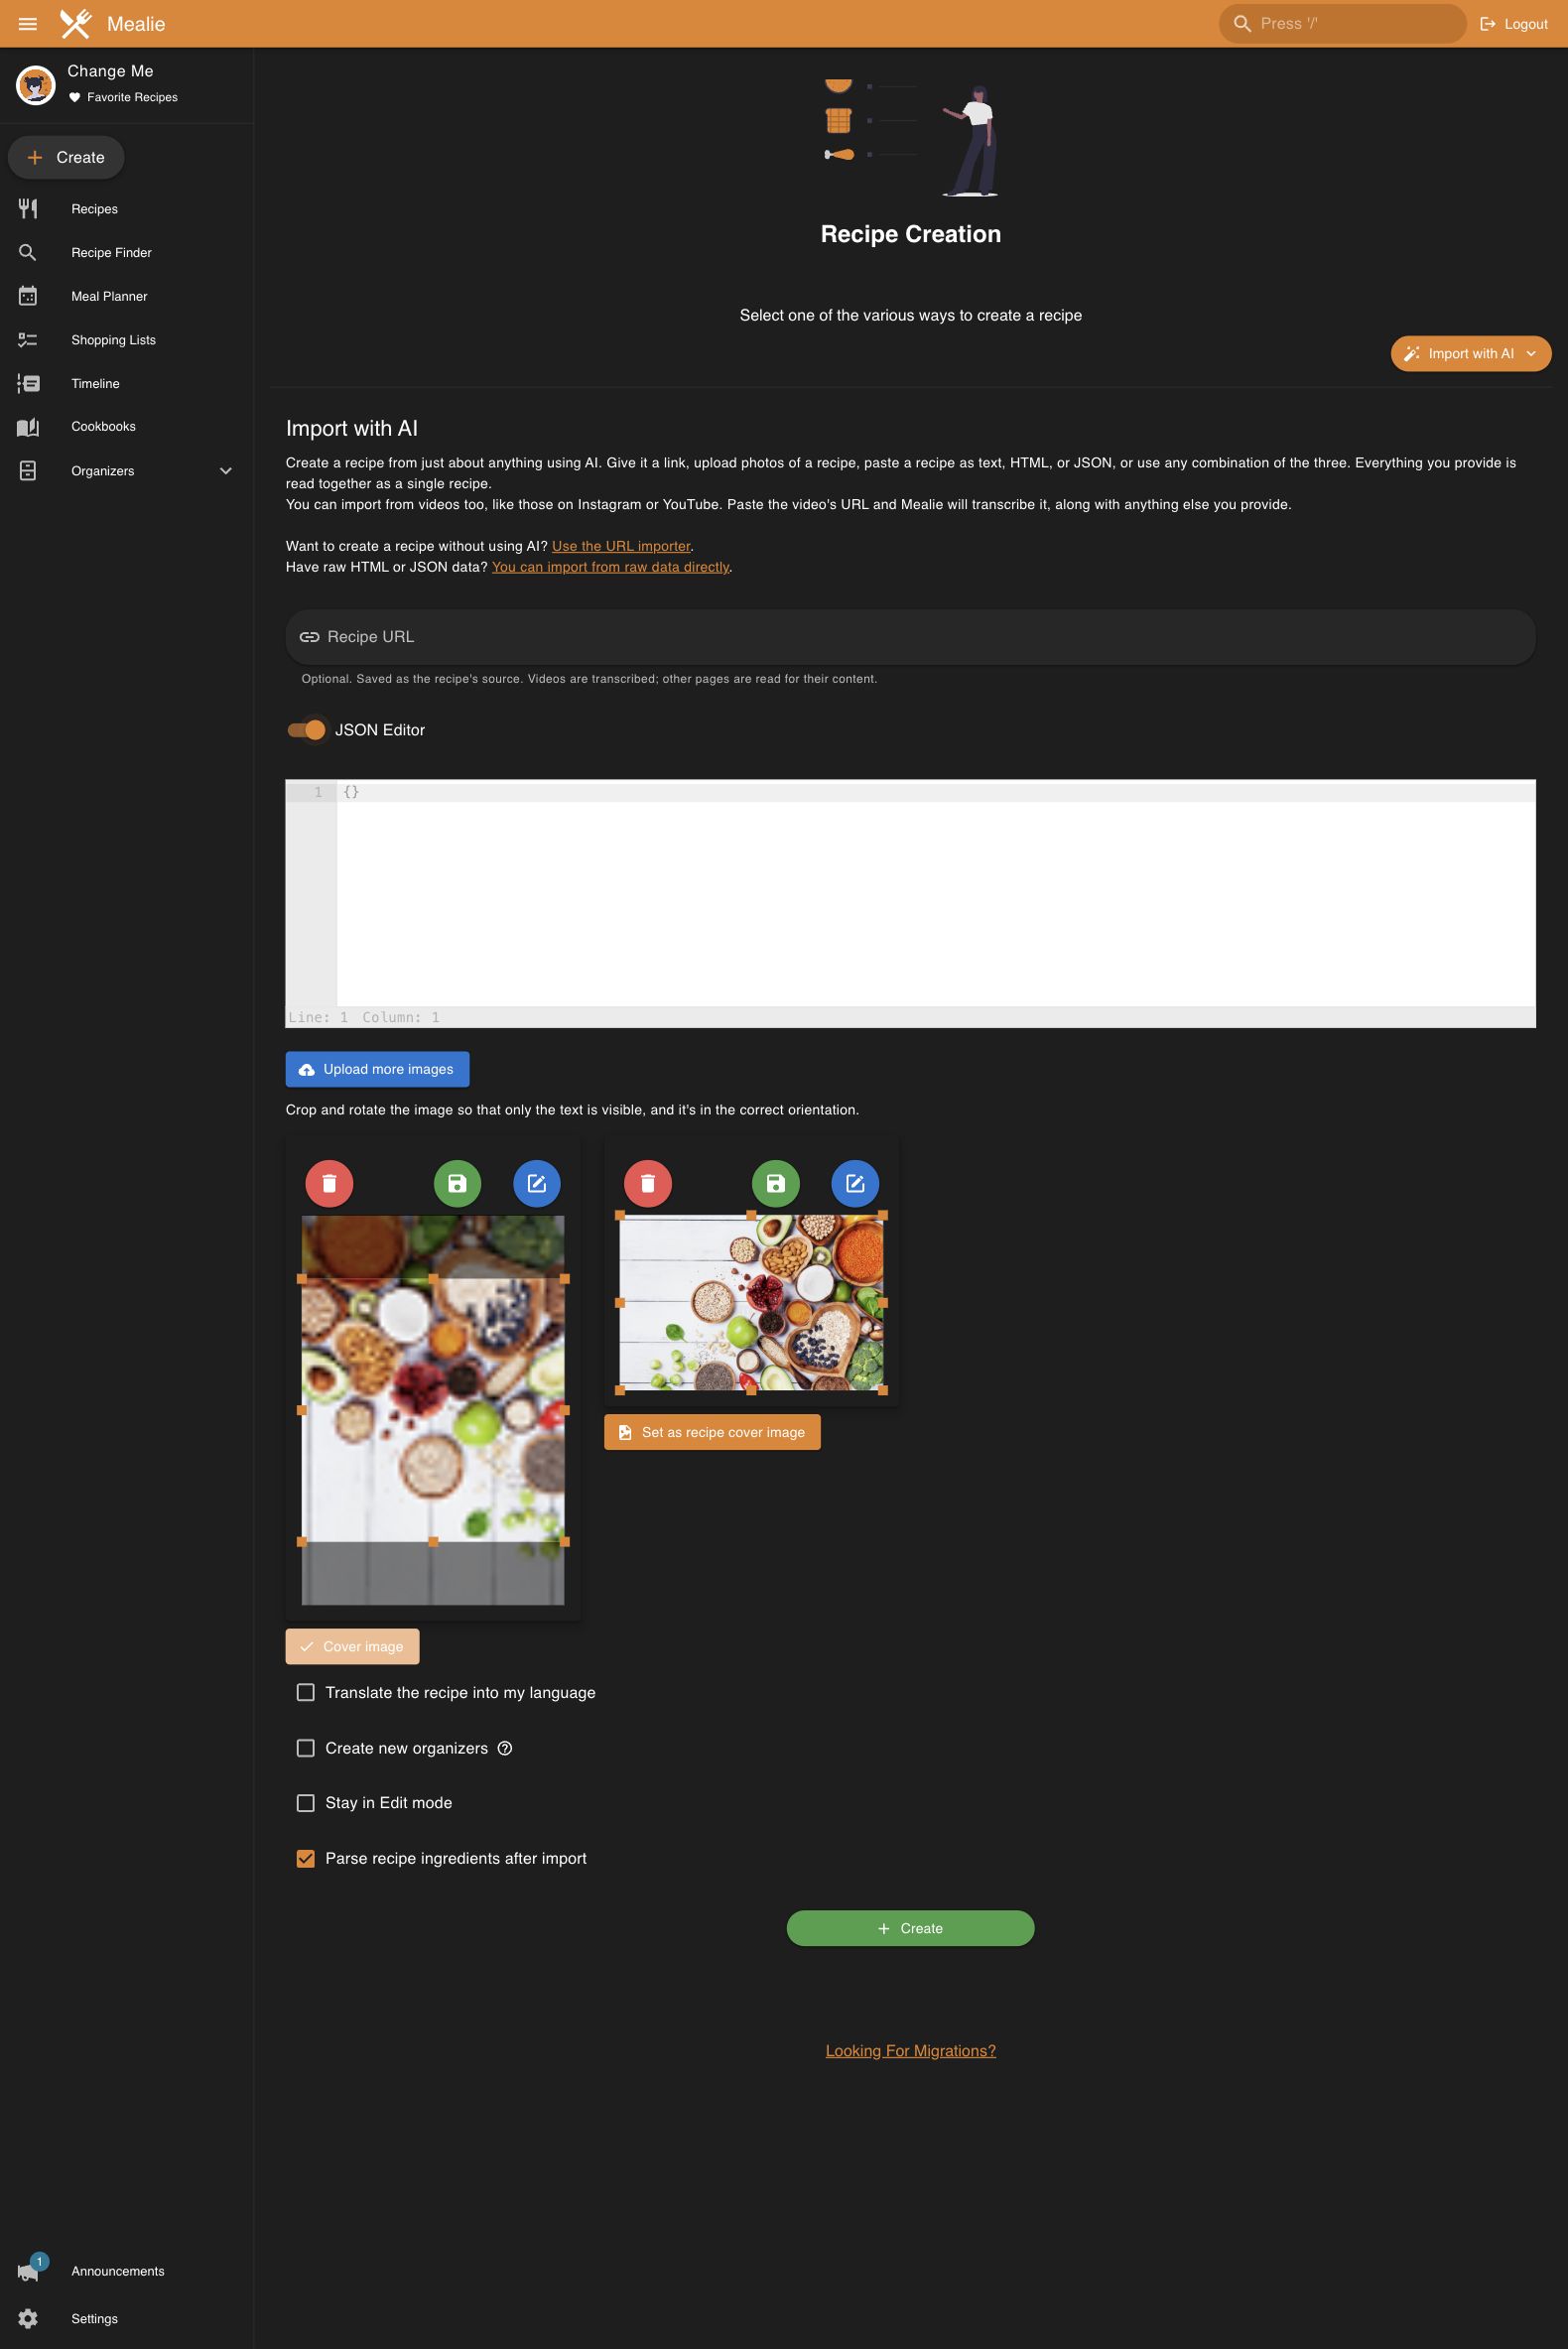 Mealie
Press '/'
Logout
Change Me
Favorite Recipes
Create
Recipes
Recipe Finder
Meal Planner
Shopping Lists
Timeline
Cookbooks
Organizers
Recipe Creation
Select one of the various ways to create a recipe
Import with AI
Import with AI
Create a recipe from just about anything using AI. Give it a link, upload photos of a recipe, paste a recipe as text, HTML, or JSON, or use any combination of the three. Everything you provide is
read together as a single recipe.
You can import from videos too, like those on Instagram or YouTube. Paste the video's URL and Mealie will transcribe it, along with anything else you provide.
Want to create a recipe without using AI? Use the URL importer.
Have raw HTML or JSON data? You can import from raw data directly.
Recipe URL
Optional. Saved as the recipe's source. Videos are transcribed; other pages are read for their content.
JSON Editor
1 {}
Line: 1 Column: 1
Upload more images
Crop and rotate the image so that only the text is visible, and it's in the correct orientation.
Set as recipe cover image
Cover image
Translate the recipe into my language
Create new organizers
Stay in Edit mode
Parse recipe ingredients after import
Create
Looking For Migrations?
1
Announcements
Settings